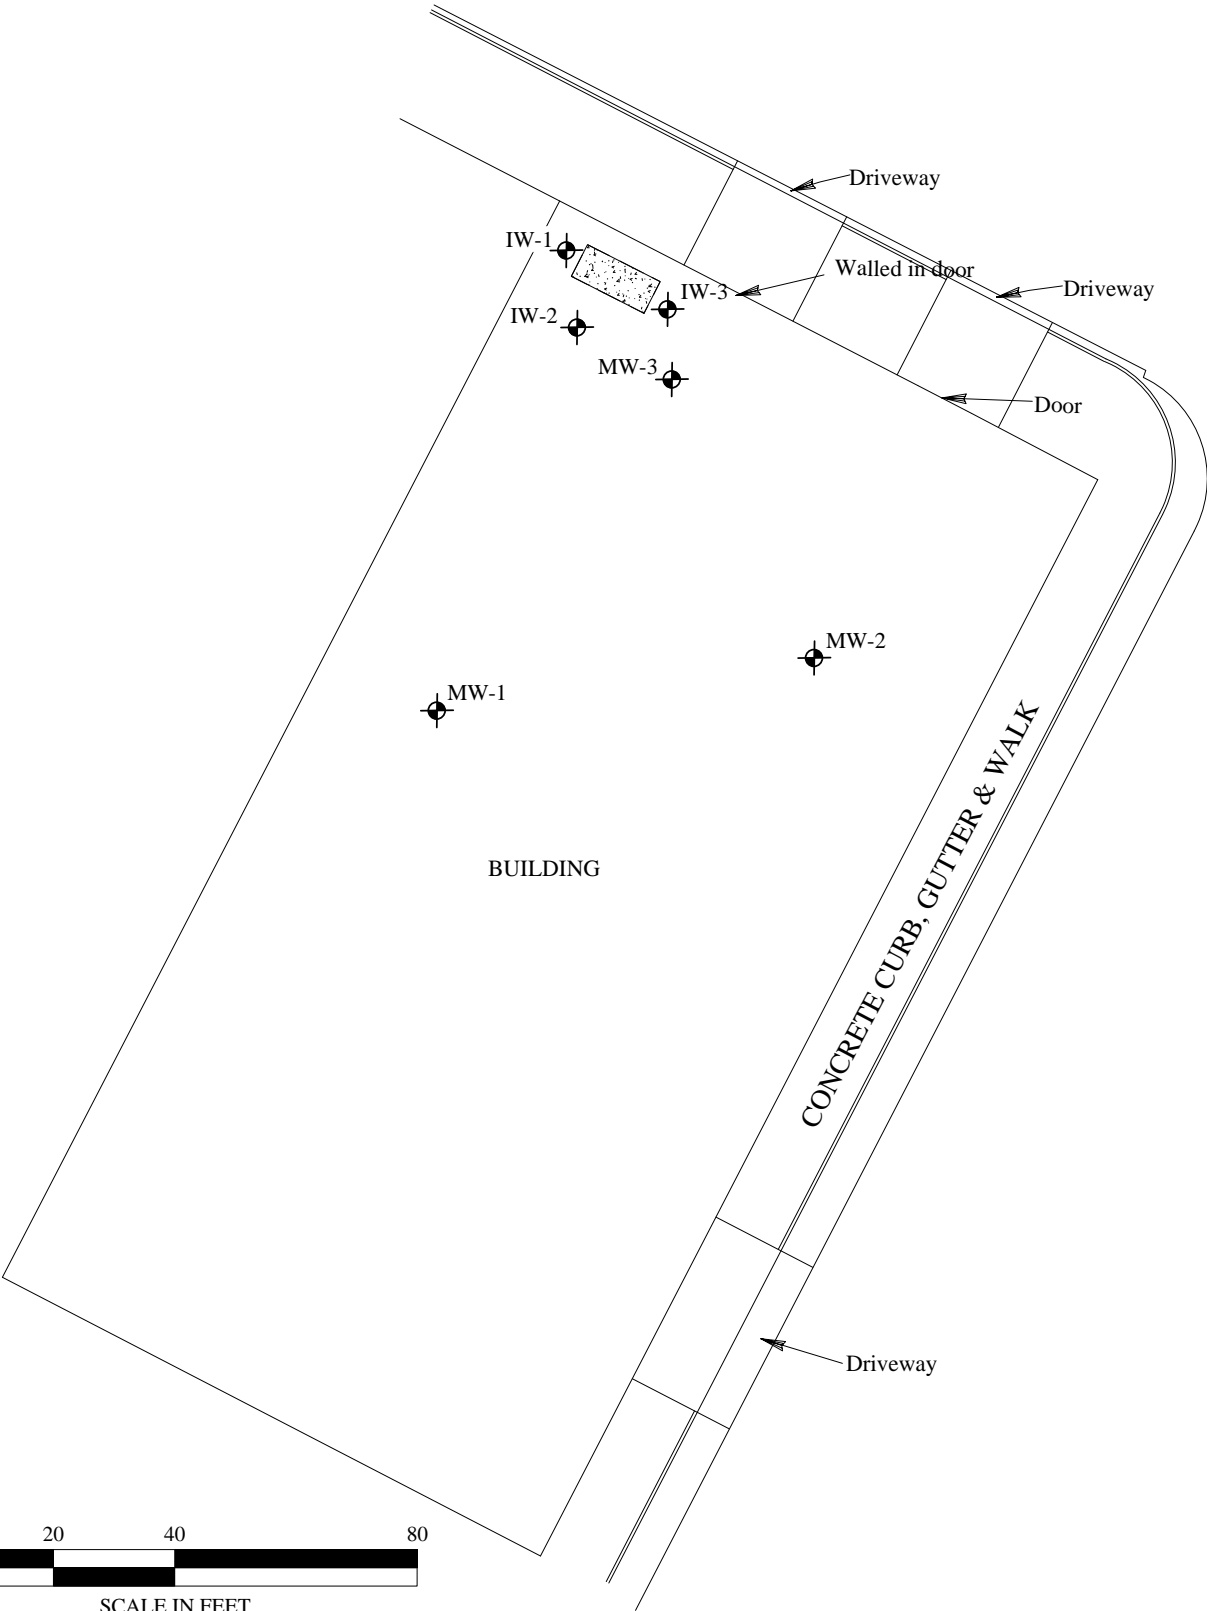 Driveway
IW-1
Walled in door
IW-3
Driveway
IW-2
MW-3
Door
MW-2
MW-1
CONCRETE CURB, GUTTER & WALK
BUILDING
Driveway
20 40 80
SCALE IN FEET